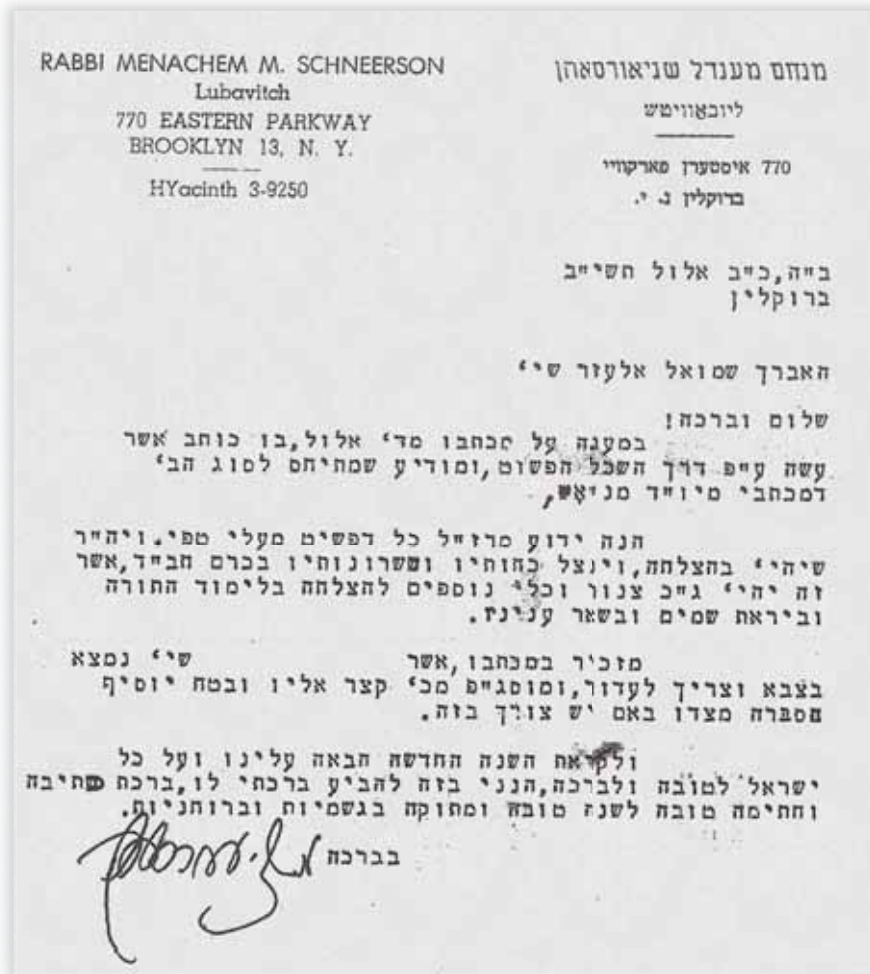 RABBI MENACHEM M. SCHNEERSON
Lubavitch
770 EASTERN PARKWAY
BROOKLYN 13, N. Y.
HYacinth 3-9250
מנחם מענדל שניאורסאהן
ליובאוויטש
770 איסטערן פארקוויי
ברוקלין נ. י.
ב"ה, כ"ב אלול תשי"ב
ברוקלין
האברך שמואל אלעזר שי'
שלום וברכה!
במענה על מכתבו מד' אלול, בו כותב אשר
עשה ע"פ דרך השכל הפשוט, ומודיע שמתיחס לסוג הב'
דמכתבי מיו"ד
הנה ידוע מרז"ל כל דפשיט מעלי טפי. ויה"ר
שיהי' בהצלחה, וינצל כחותיו וכשרונותיו בכרם חב"ד, אשר
זה יהי' ג"כ צנור וכלי נוספים להצלחה בלימוד התורה
וביראת שמים ובשאר עניניו.
מזכיר במכתבו, אשר שי' נמצא
בצבא וצריך לעדוד, ומוסג"פ מכ' קצר אליו ובטח יוסיף
הסברה מצדו באם יש צורך בזה.
ולקראת השנה החדשה הבאה עלינו ועל כל
ישראל לטובה ולברכה, הנני בזה להביע ברכתי לו, ברכת כתיבה
וחתימה טובה לשנה טובה ומתוקה בגשמיות וברוחניות.
בברכה